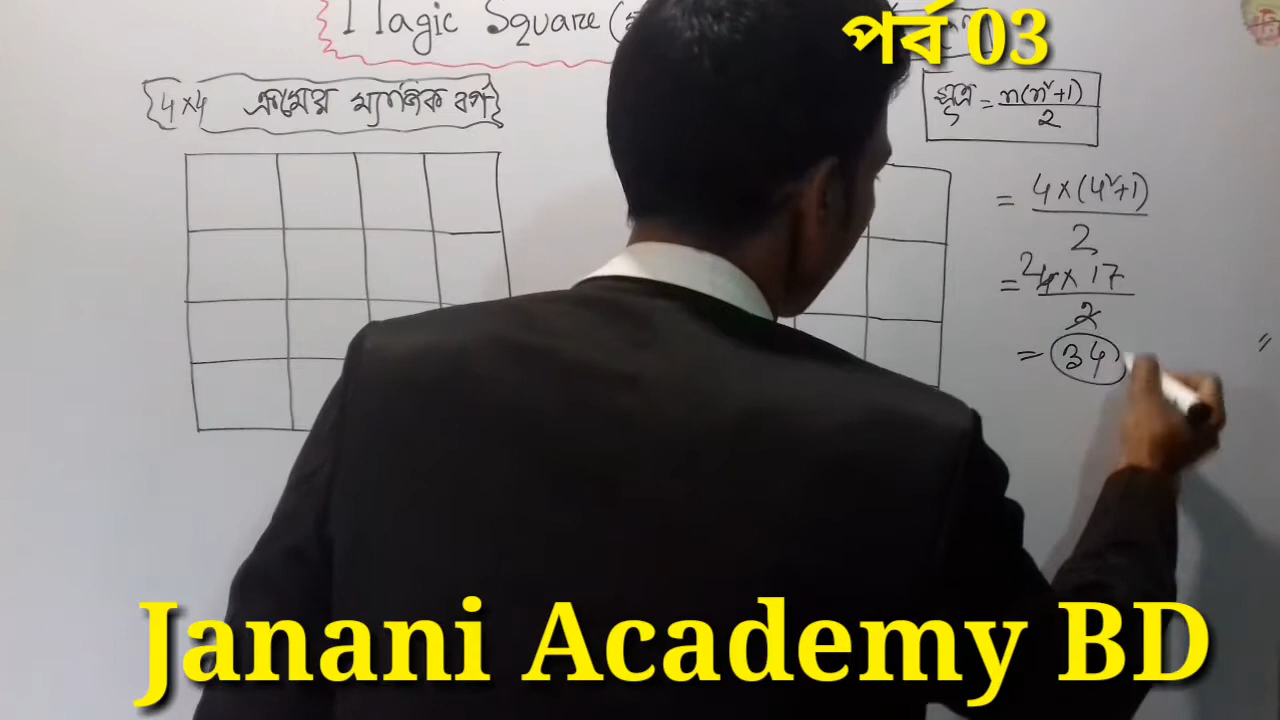 Magic Square (
পর্ব 03
4×4 ক্রমের ম্যাজিক বর্গ
সূত্র = n(n²+1)/2
= 4×(4²+1)/2
= 24×17/2
= 34
=
Janani Academy BD